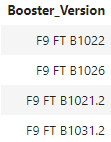 Booster_Version
F9 FT B1022
F9 FT B1026
F9 FT B1021.2
F9 FT B1031.2